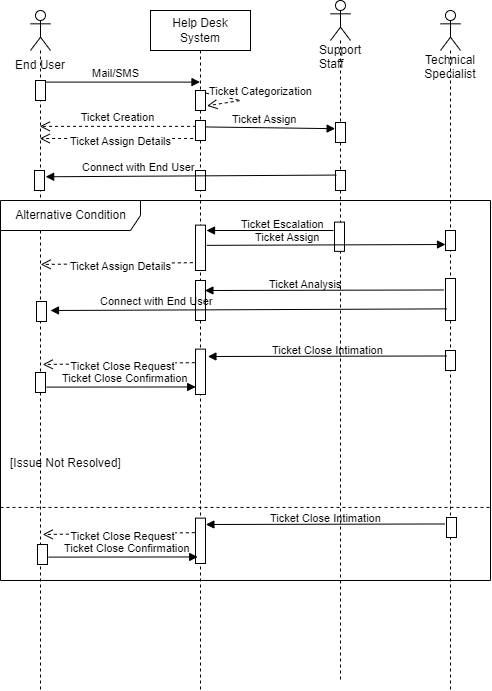 Help Desk
System
End User
Support
Staff
Technical
Specialist
Mail/SMS
Ticket Categorization
Ticket Creation
Ticket Assign
Ticket Assign Details
Connect with End User
Alternative Condition
Ticket Escalation
Ticket Assign
Ticket Assign Details
Ticket Analysis
Connect with End User
Ticket Close Intimation
Ticket Close Request
Ticket Close Confirmation
[Issue Not Resolved]
Ticket Close Intimation
Ticket Close Request
Ticket Close Confirmation